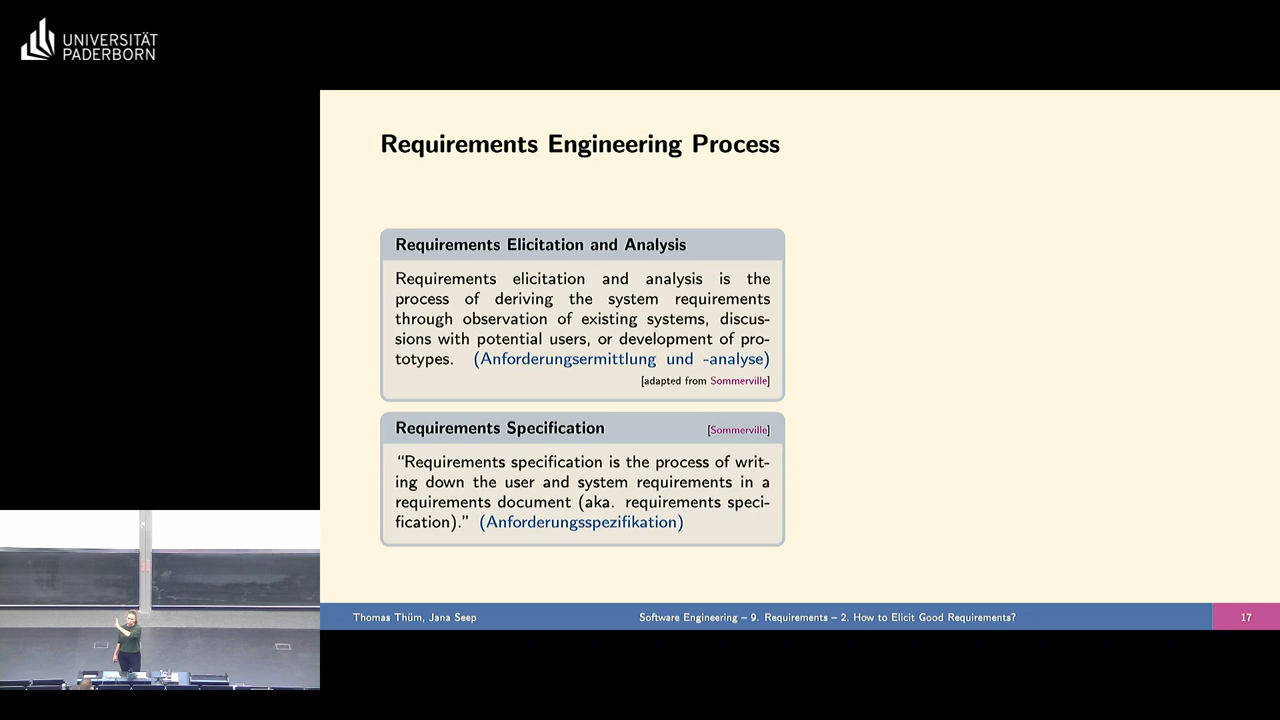 UNIVERSITÄT
PADERBORN
Requirements Engineering Process
Requirements Elicitation and Analysis
Requirements elicitation and analysis is the
process of deriving the system requirements
through observation of existing systems, discus-
sions with potential users, or development of pro-
totypes. (Anforderungsermittlung und -analyse)
[adapted from Sommerville]
Requirements Specification [Sommerville]
“Requirements specification is the process of writ-
ing down the user and system requirements in a
requirements document (aka. requirements speci-
fication).” (Anforderungsspezifikation)
Thomas Thüm, Jana Seep Software Engineering – 9. Requirements – 2. How to Elicit Good Requirements? 17